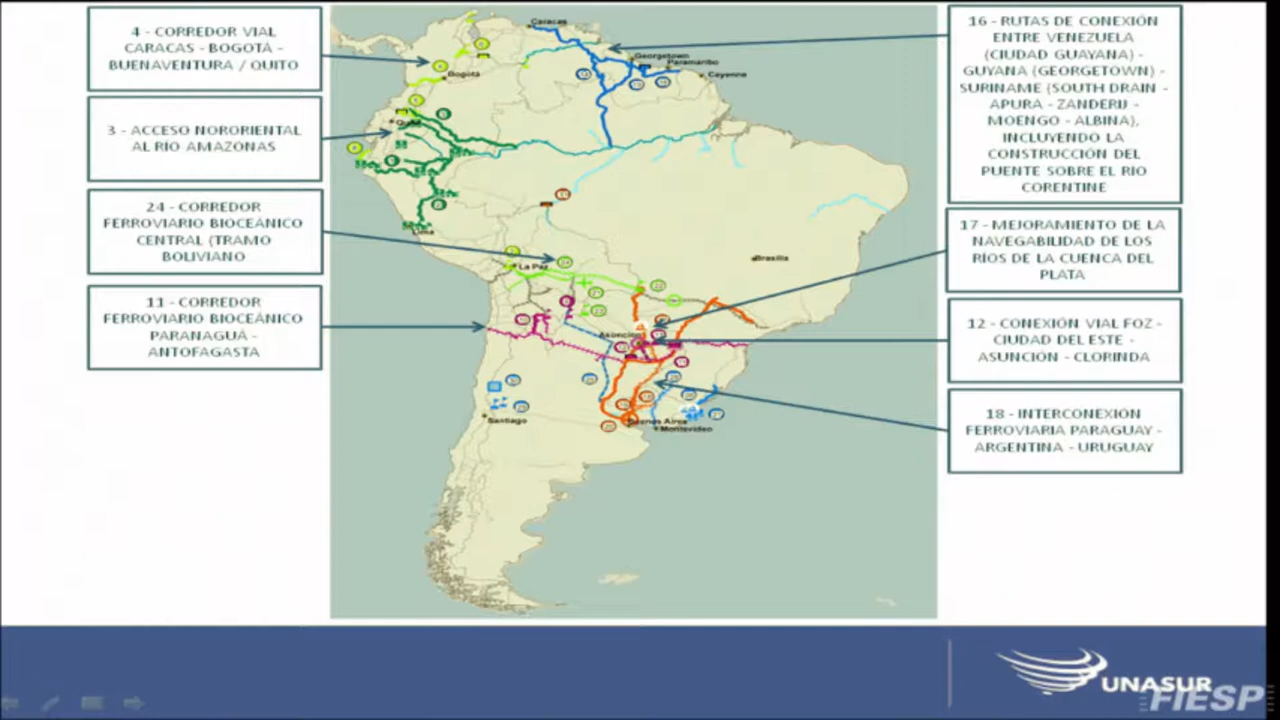 4 - CORREDOR VIAL
CARACAS - BOGOTÁ -
BUENAVENTURA / QUITO
3 - ACCESO NORORIENTAL
AL RÍO AMAZONAS
24 - CORREDOR
FERROVIARIO BIOCEÁNICO
CENTRAL (TRAMO
BOLIVIANO
11 - CORREDOR
FERROVIARIO BIOCEÁNICO
PARANAGUÁ -
ANTOFAGASTA
Caracas
Georgetown
Paramaribo
Cayenne
Bogotá
Quito
Lima
La Paz
Brasilia
Asunción
Santiago
Buenos Aires
Montevideo
16 - RUTAS DE CONEXIÓN
ENTRE VENEZUELA
(CIUDAD GUAYANA) -
GUYANA (GEORGETOWN) -
SURINAME (SOUTH DRAIN -
APURA - ZANDERIJ -
MOENGO - ALBINA),
INCLUYENDO LA
CONSTRUCCIÓN DEL
PUENTE SOBRE EL RÍO
CORENTINE
17 - MEJORAMIENTO DE LA
NAVEGABILIDAD DE LOS
RÍOS DE LA CUENCA DEL
PLATA
12 - CONEXIÓN VIAL FOZ -
CIUDAD DEL ESTE -
ASUNCIÓN - CLORINDA
18 - INTERCONEXIÓN
FERROVIARIA PARAGUAY -
ARGENTINA - URUGUAY
UNASUR
FIESP